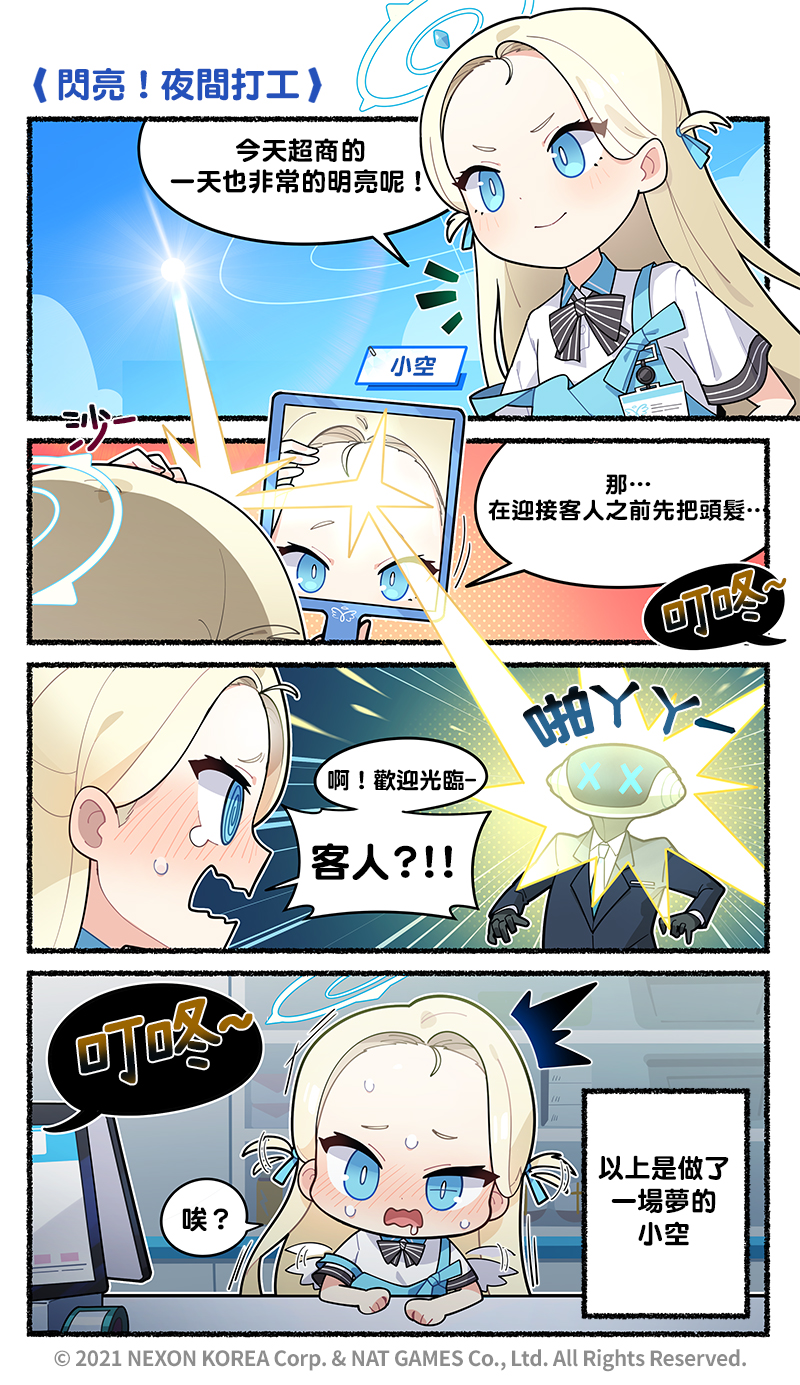 《閃亮！夜間打工》
今天超商的
一天也非常的明亮呢！
小空
沙—
那…
在迎接客人之前先把頭髮…
叮咚~
啪丫丫—
啊！歡迎光臨–
客人?!!
叮咚~
唉？
以上是做了
一場夢的
小空
© 2021 NEXON KOREA Corp. & NAT GAMES Co., Ltd. All Rights Reserved.